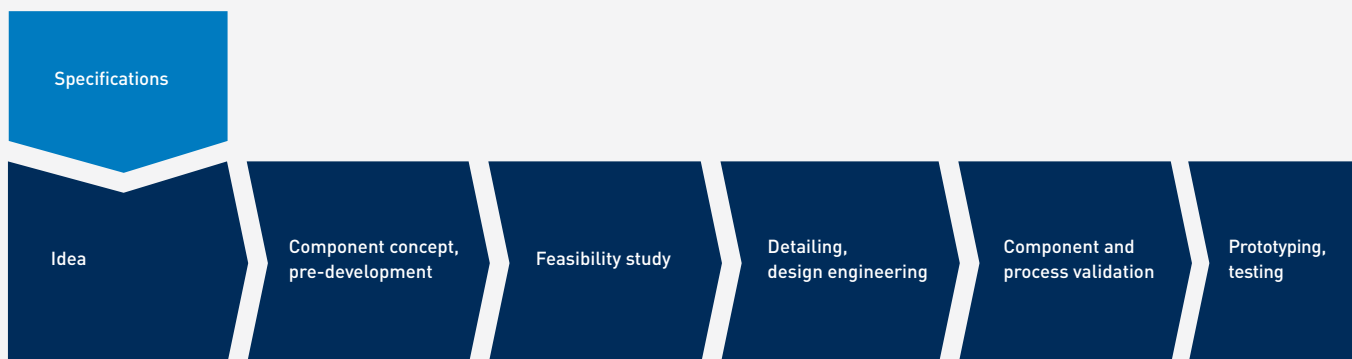 Specifications
Idea
Component concept,
pre-development
Feasibility study
Detailing,
design engineering
Component and
process validation
Prototyping,
testing